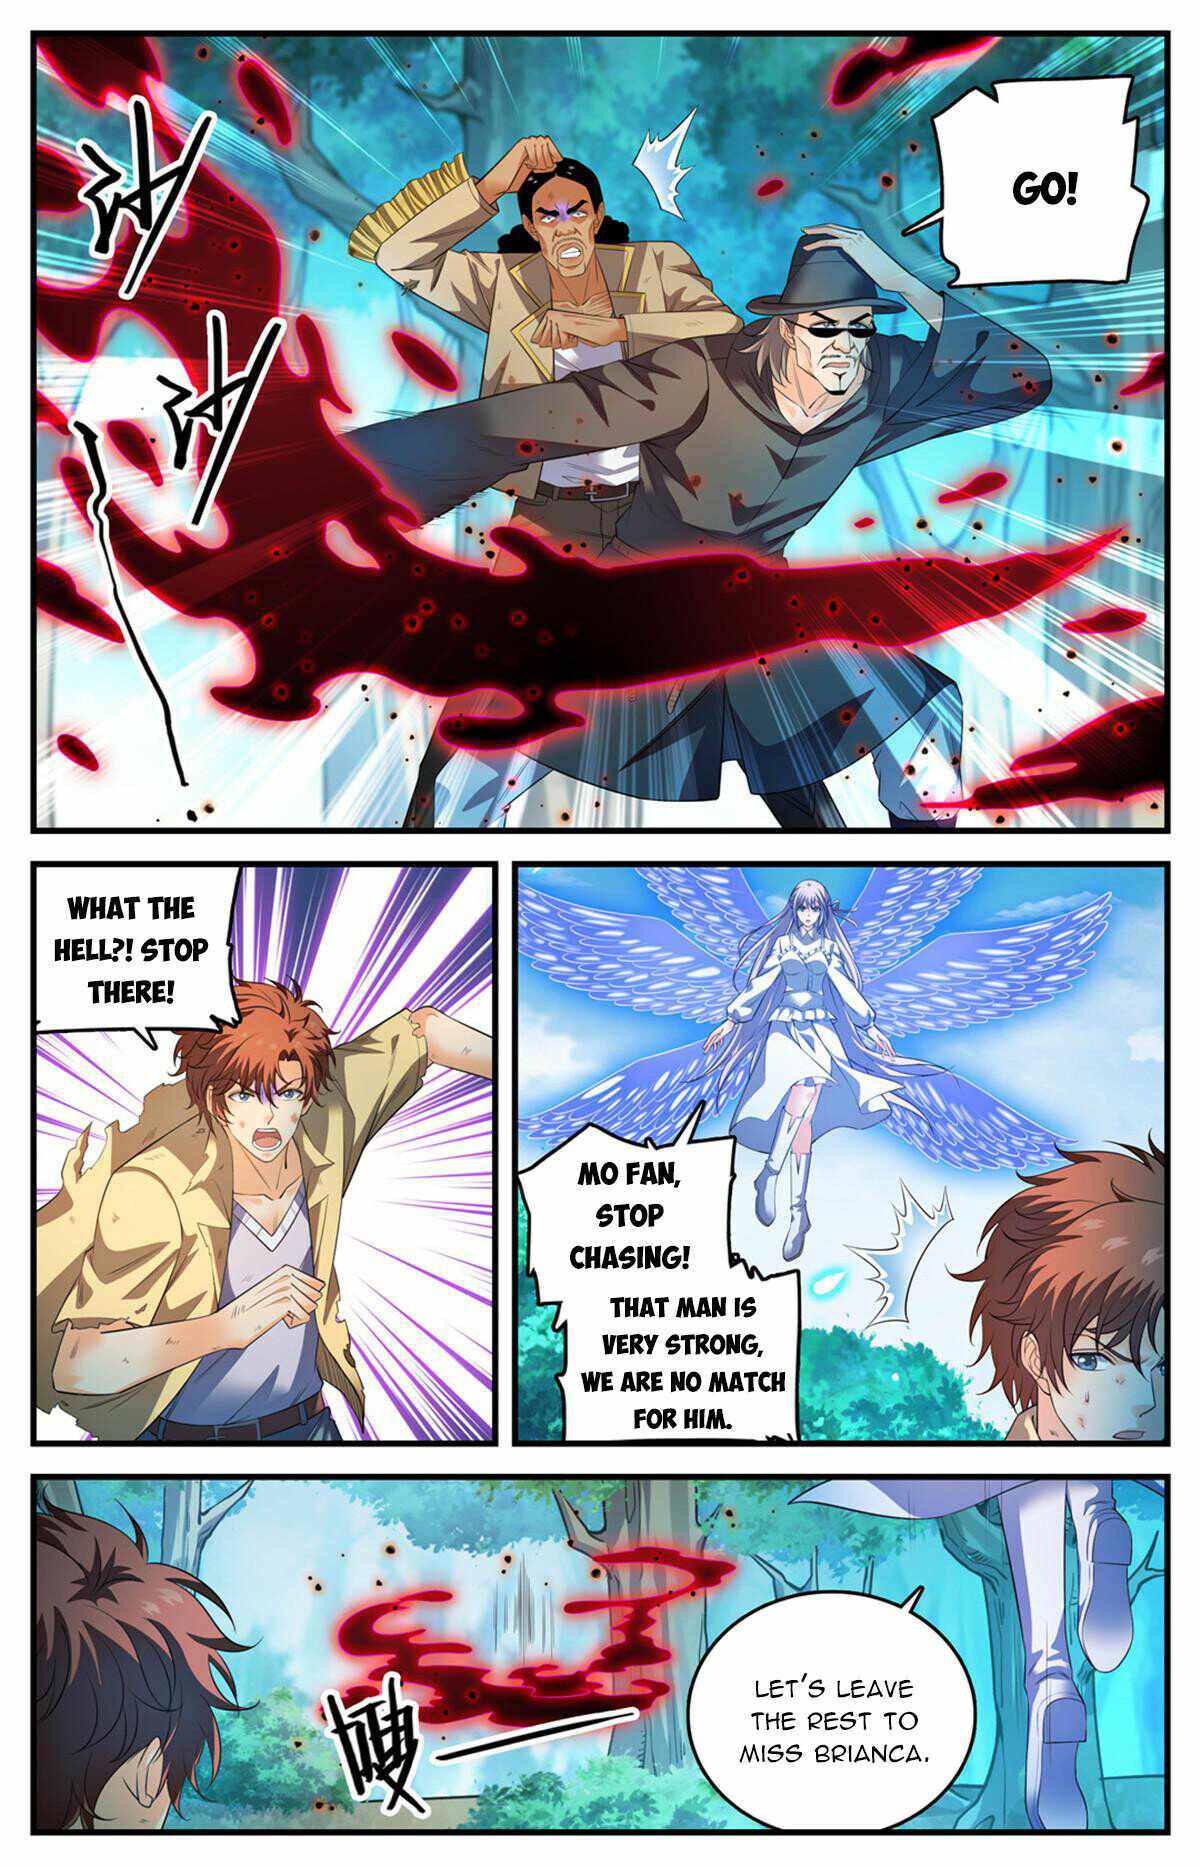 GO!
WHAT THE
HELL?! STOP
THERE!
MO FAN,
STOP
CHASING!
THAT MAN IS
VERY STRONG,
WE ARE NO MATCH
FOR HIM.
LET'S LEAVE
THE REST TO
MISS BRIANCA.